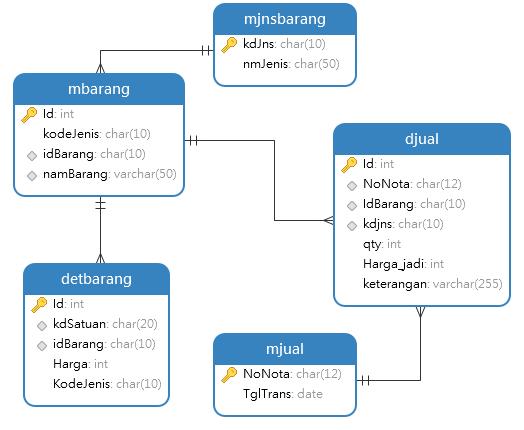 mjnsbarang
kdJns: char(10)
nmJenis: char(50)
mbarang
Id: int
kodeJenis: char(10)
idBarang: char(10)
namBarang: varchar(50)
djual
Id: int
NoNota: char(12)
IdBarang: char(10)
kdjns: char(10)
qty: int
Harga_jadi: int
keterangan: varchar(255)
detbarang
Id: int
kdSatuan: char(20)
idBarang: char(10)
Harga: int
KodeJenis: char(10)
mjual
NoNota: char(12)
TglTrans: date